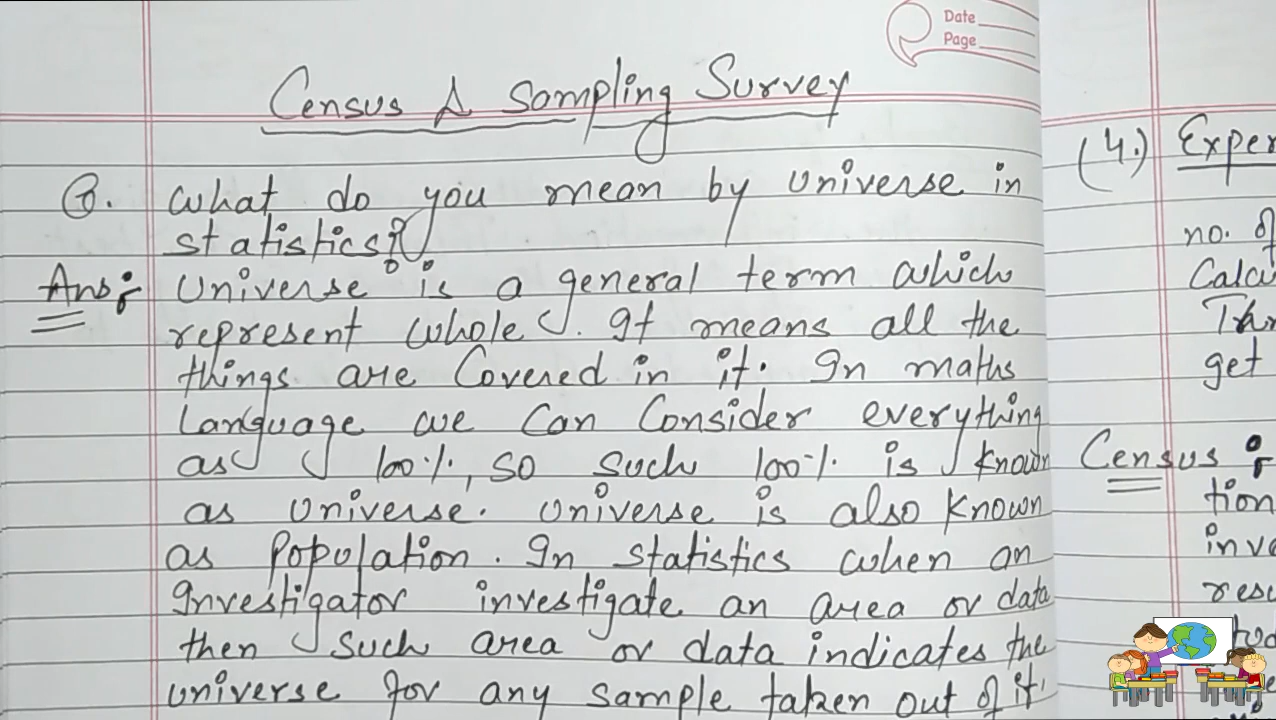 Date
Page
Census & Sampling Survey
Q. What do you mean by Universe in
statistics?
Ans: Universe is a general term which
represent whole. It means all the
things are Covered in it. In maths
Language we Can Consider everything
as 100%, so such 100% is known
as Universe. Universe is also known
as Population. In statistics when an
Investigator investigate an area or data
then such area or data indicates the
universe for any sample taken out of it.
(4.) Exper
no. of
Calcu
get
Census :
tion
inve
resu